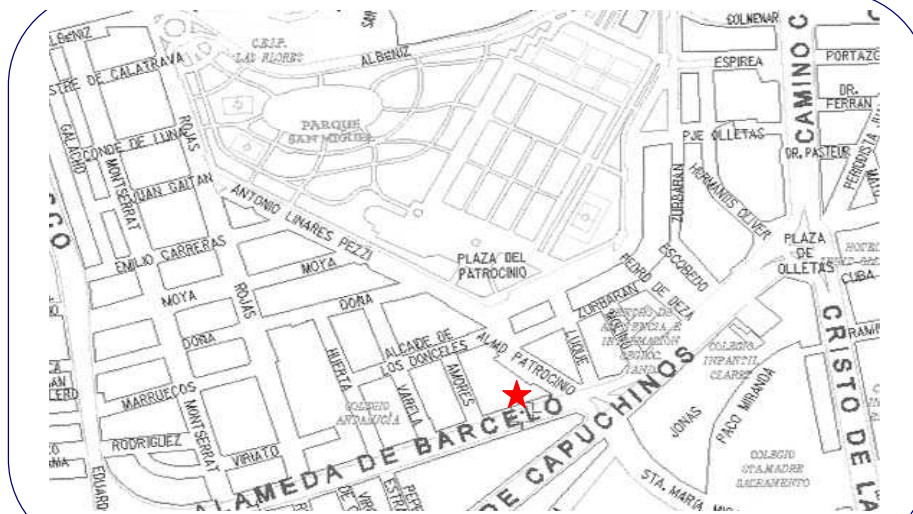 ALBENIZ
C.E.I.P.
LAS FLORES
ALBENIZ
COLMENAR
CAMINO C
ESPIREA
PORTAZG
DR.
FERRAN
STRE DE CALATRAVA
PARQUE
SAN MIGUEL
PJE OLLETAS
DR. PASTEUR
PERIODISTA
GALACHO
CONDE DE LUNA
ROJAS
MONTSERRAT
JUAN GAITAN
ANTONIO LINARES PEZZI
ZURBARAN
HERMANOS OLIVER
PLAZA
DE
OLLETAS
EMILIO CARRERAS
MOYA
PLAZA DEL
PATROCINIO
PEDRO DE DEZA
ESCOBEDO
CUBA
MOYA
ROJAS
DOÑA
ZURBARAN
DOÑA
LUQUE
ALCAIDE DE
LOS DONCELES
ALMD PATROCINIO
COLEGIO
INFANTIL
CLARET
CRISTO DE LA
HUERTA
VARELA
AMORES
MARRUECOS
MONTSERRAT
COLEGIO
ANDALUCIA
JONAS
PACO MIRANDA
RODRIGUEZ
VIRIATO
ALAMEDA DE BARCELÓ
DE CAPUCHINOS
COLEGIO
STA.MADRE
SACRAMENTO
EDUARDO
STA. MARIA